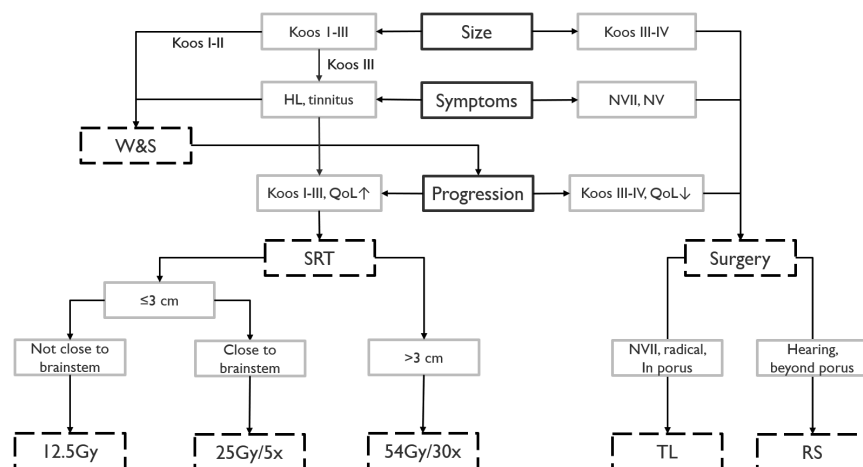 Koos 1-III
Size
Koos III-IV
Koos I-II
Koos III
HL, tinnitus
Symptoms
NVII, NV
W&S
Koos I-III, QoL↑
Progression
Koos III-IV, QoL↓
SRT
Surgery
≤3 cm
Not close to
brainstem
Close to
brainstem
>3 cm
NVII, radical,
In porus
Hearing,
beyond porus
12.5Gy
25Gy/5x
54Gy/30x
TL
RS